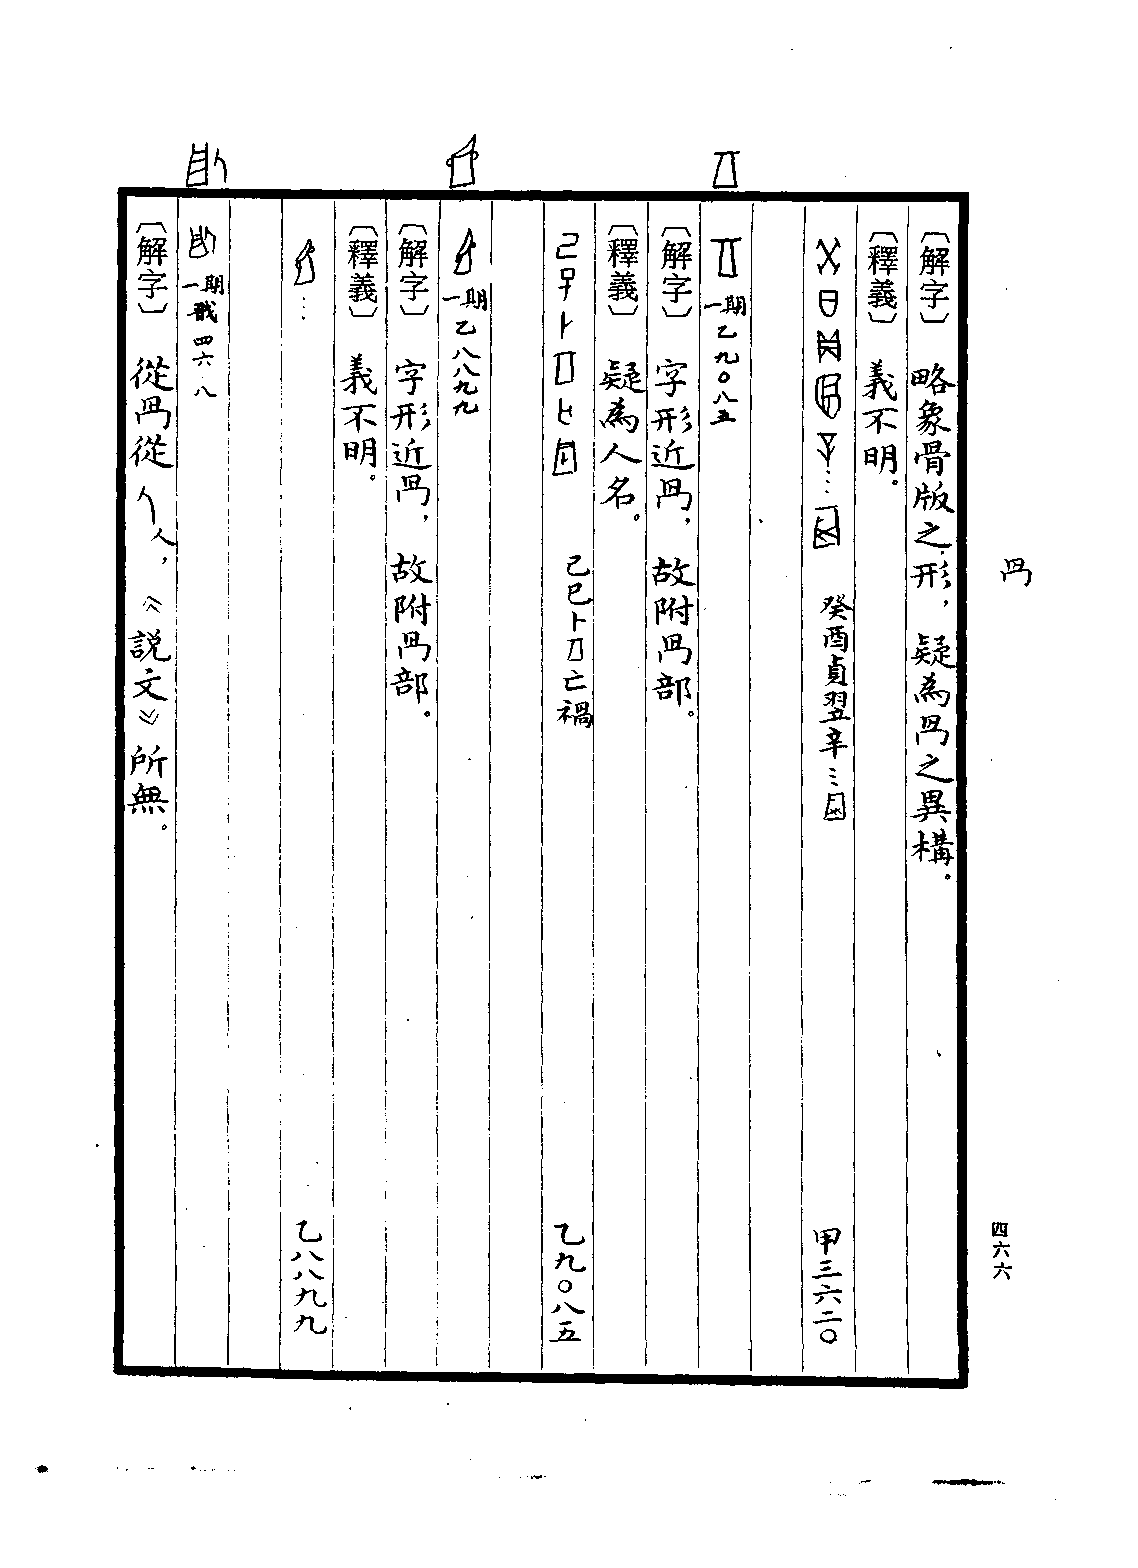 〔解字〕 略象骨版之形，疑為冎之異構。
〔釋義〕 義不明。
癸酉貞翌辛…… 甲三六二〇
一期 乙九〇八五
〔解字〕 字形近冎，故附冎部。
〔釋義〕 疑為人名。
己巳卜 亡禍 乙九〇八五
一期 乙八八九九
〔解字〕 字形近冎，故附冎部。
〔釋義〕 義不明。
… 乙八八九九
一期 戩四六·八
〔解字〕 從冎從人，《說文》所無。
冎
四六六